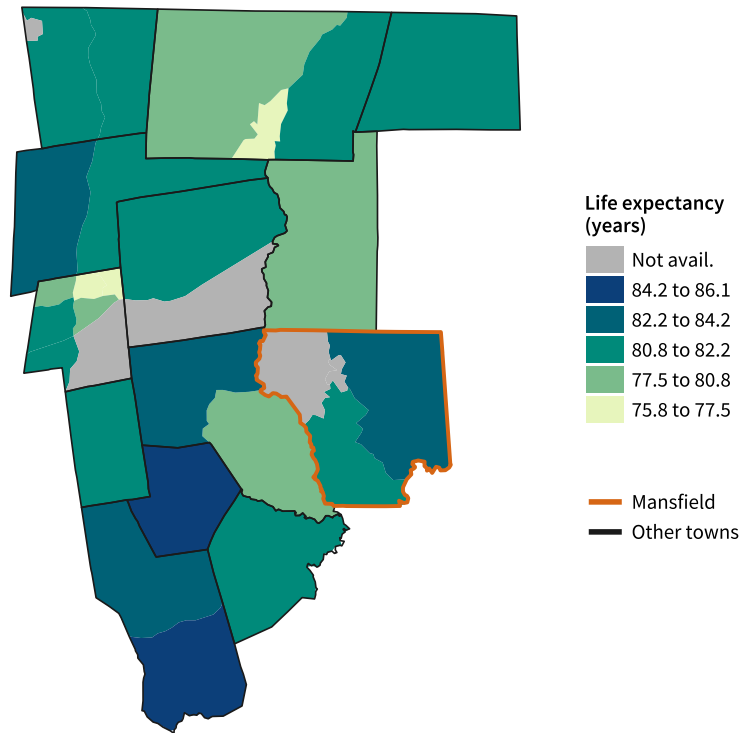 Life expectancy
(years)
Not avail.
84.2 to 86.1
82.2 to 84.2
80.8 to 82.2
77.5 to 80.8
75.8 to 77.5
Mansfield
Other towns